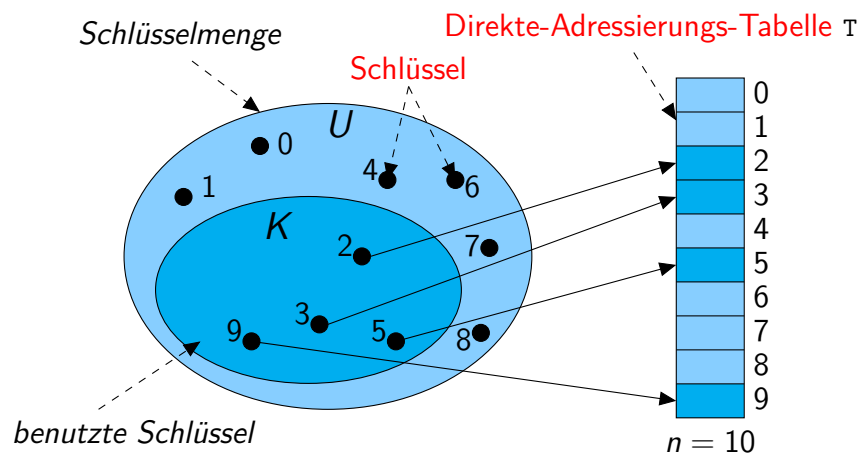 Direkte-Adressierungs-Tabelle T
Schlüsselmenge
Schlüssel
U
0
4
6
1
K
2
7
3
9
5
8
benutzte Schlüssel
0
1
2
3
4
5
6
7
8
9
n = 10